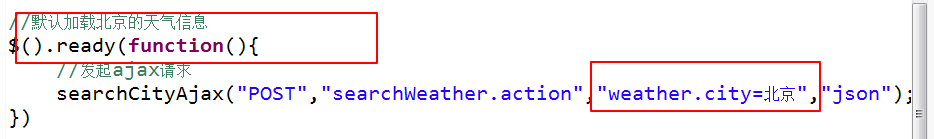 //默认加载北京的天气信息
$().ready(function(){
//发起ajax请求
searchCityAjax("POST","searchWeather.action","weather.city=北京","json");
})